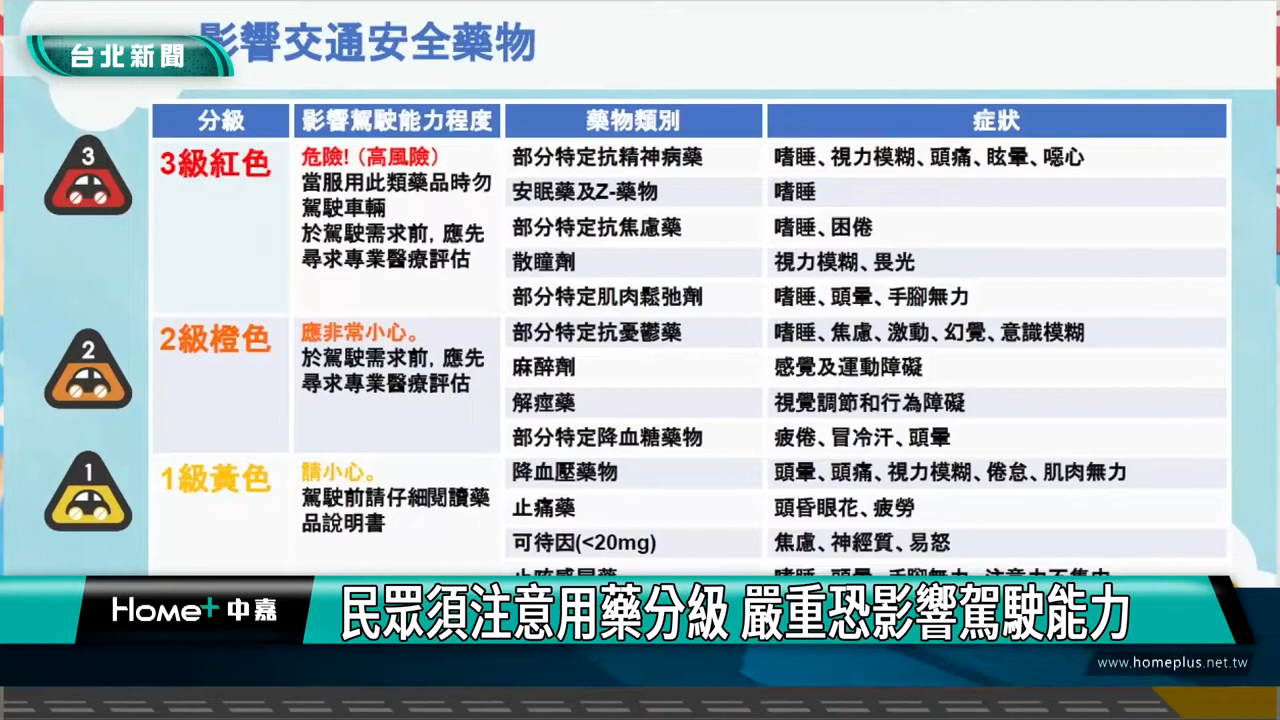 台北新聞
影響交通安全藥物
分級 影響駕駛能力程度 藥物類別 症狀
3
3級紅色
危險!(高風險)
當服用此類藥品時勿
駕駛車輛
於駕駛需求前, 應先
尋求專業醫療評估
部分特定抗精神病藥 嗜睡、視力模糊、頭痛、眩暈、噁心
安眠藥及Z-藥物 嗜睡
部分特定抗焦慮藥 嗜睡、困倦
散瞳劑 視力模糊、畏光
部分特定肌肉鬆弛劑 嗜睡、頭暈、手腳無力
2
2級橙色
應非常小心。
於駕駛需求前, 應先
尋求專業醫療評估
部分特定抗憂鬱藥 嗜睡、焦慮、激動、幻覺、意識模糊
麻醉劑 感覺及運動障礙
解痙藥 視覺調節和行為障礙
部分特定降血糖藥物 疲倦、冒冷汗、頭暈
1
1級黃色
請小心。
駕駛前請仔細閱讀藥
品說明書
降血壓藥物 頭暈、頭痛、視力模糊、倦怠、肌肉無力
止痛藥 頭昏眼花、疲勞
可待因(<20mg) 焦慮、神經質、易怒
Home+中嘉
民眾須注意用藥分級 嚴重恐影響駕駛能力
www.homeplus.net.tw